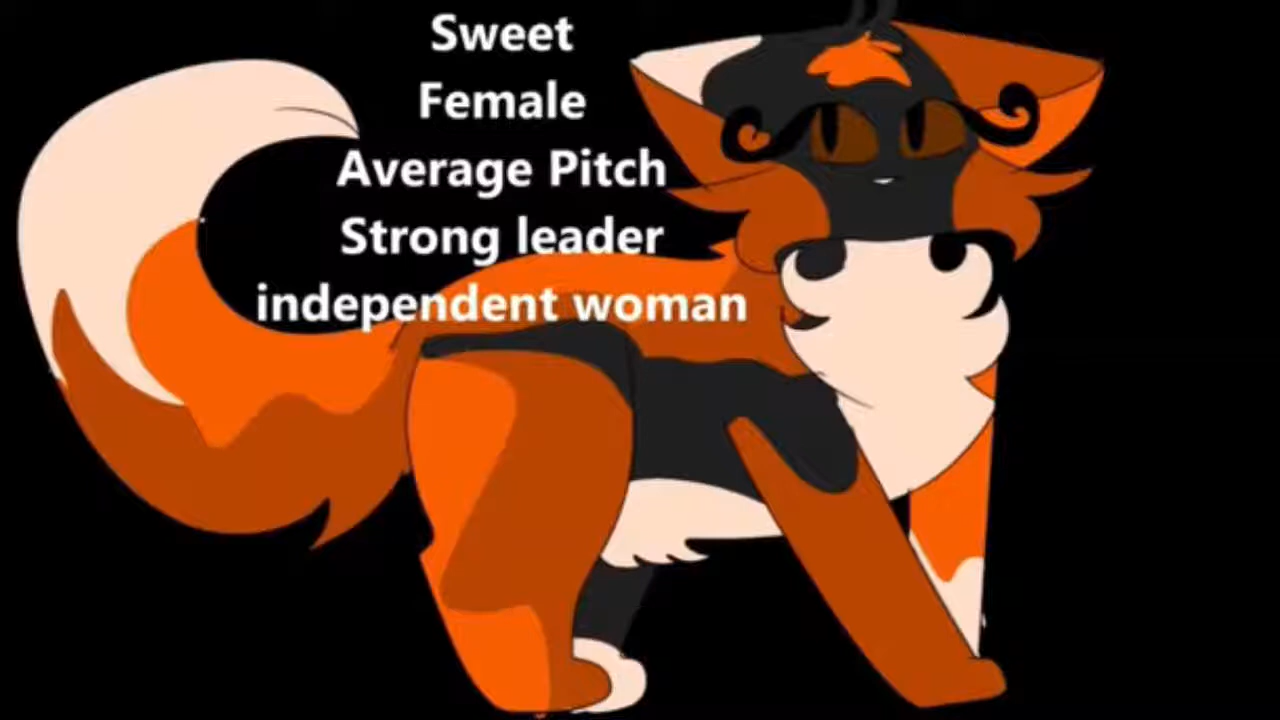 Sweet
Female
Average Pitch
Strong leader
independent woman